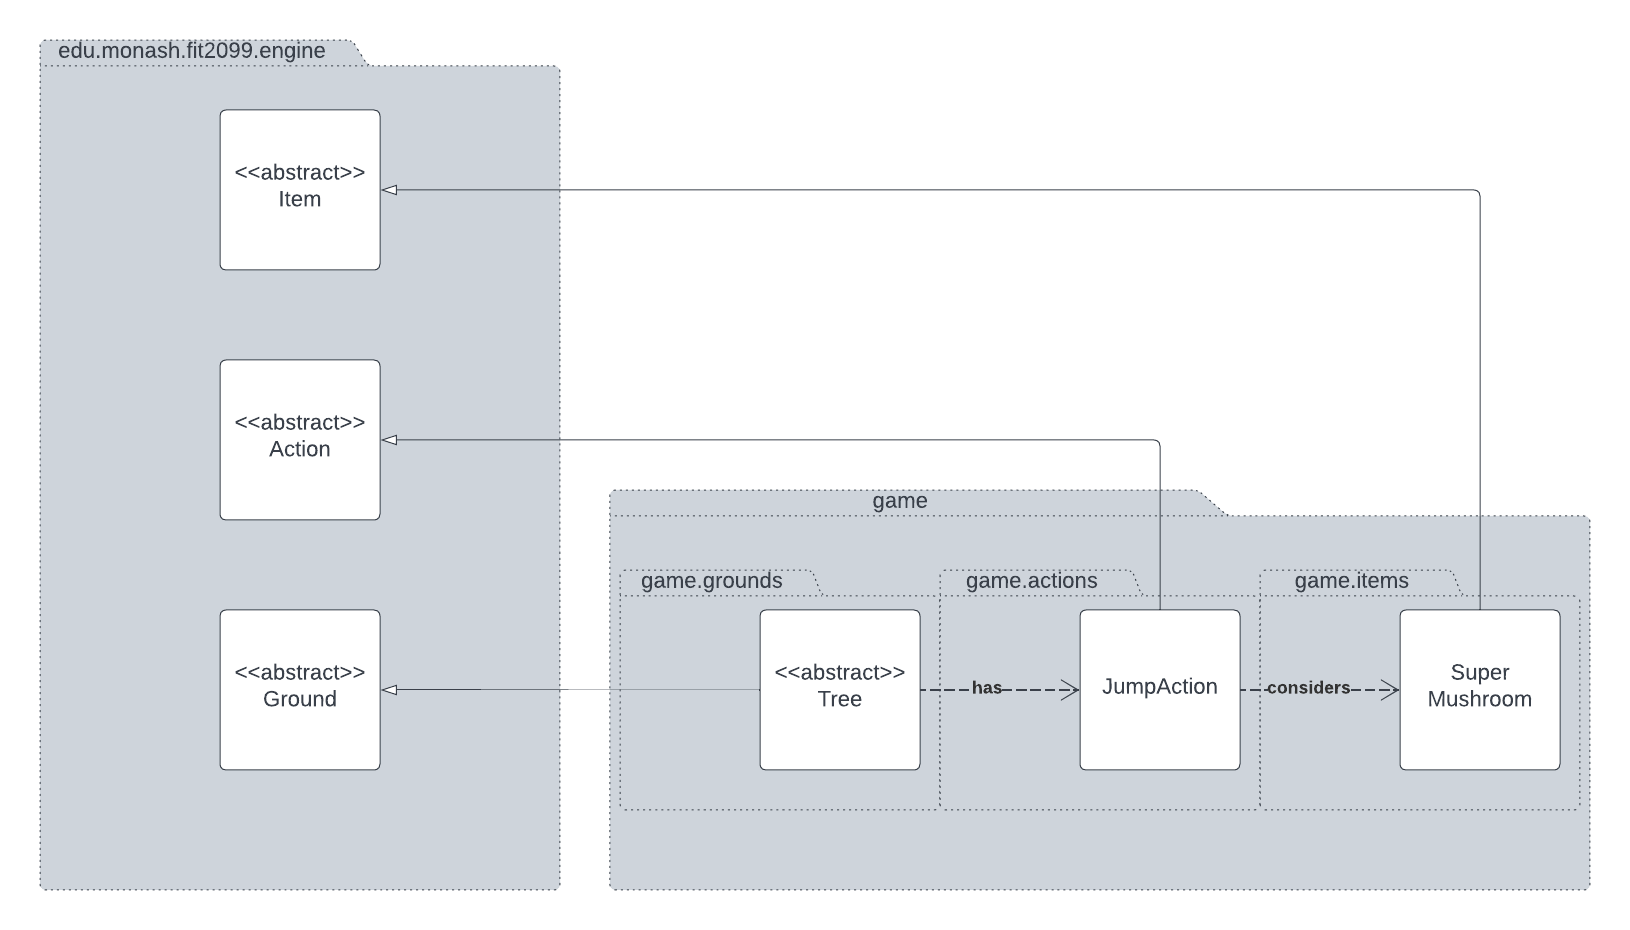 edu.monash.fit2099.engine
<<abstract>>
Item
<<abstract>>
Action
<<abstract>>
Ground
game
game.grounds
<<abstract>>
Tree
has
game.actions
JumpAction
considers
game.items
Super
Mushroom